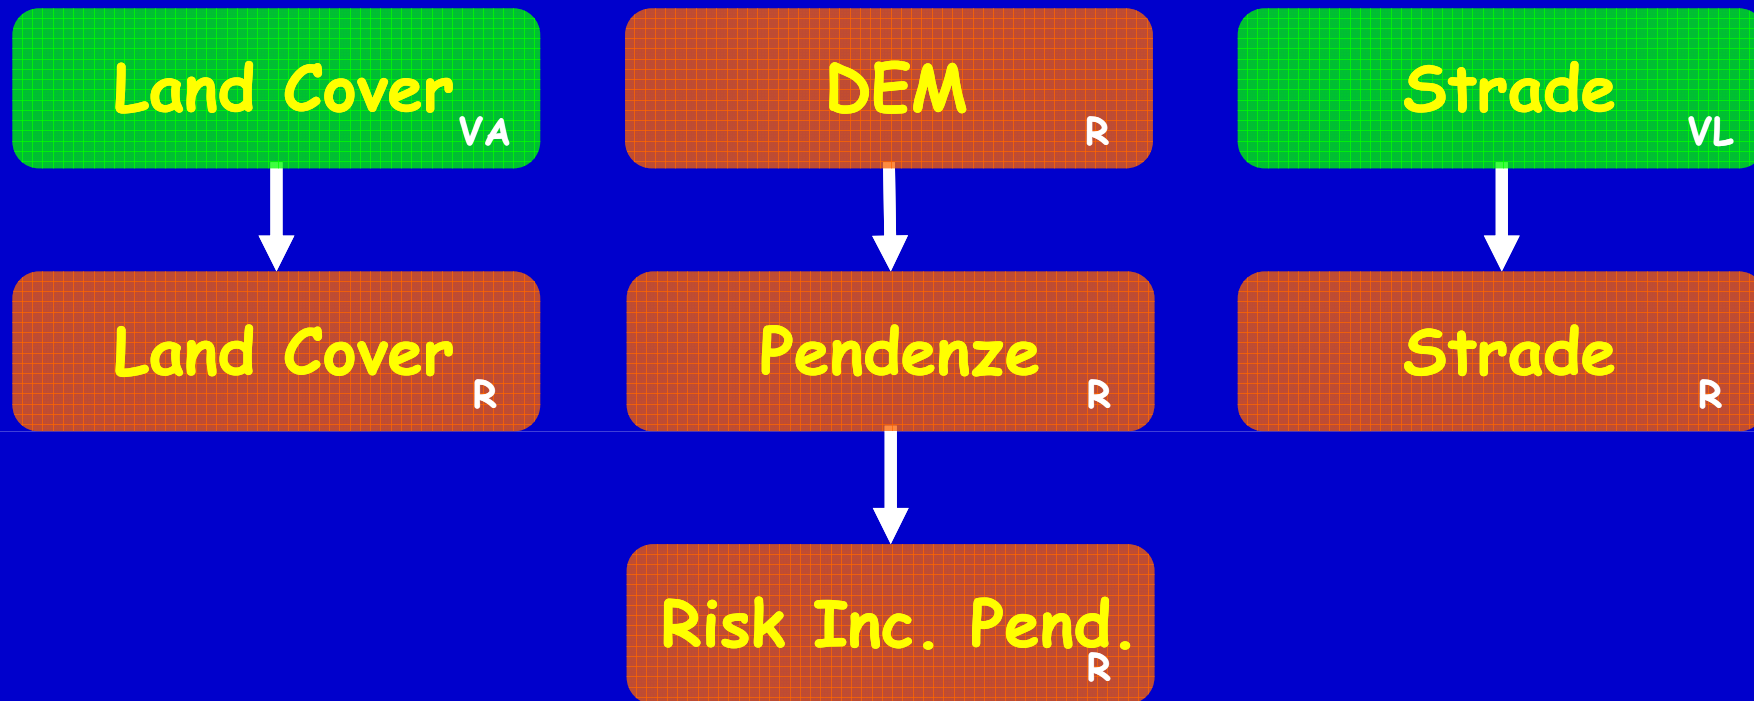 Land Cover
VA
DEM
R
Strade
VL
Land Cover
R
Pendenze
R
Strade
R
Risk Inc. Pend.
R